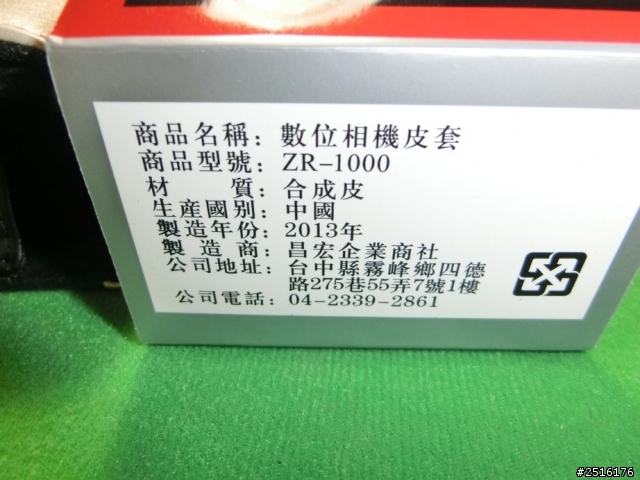 商品名稱：數位相機皮套
商品型號：ZR-1000
材　質：合成皮
生産國別：中國
製造年份：2013年
製造商：昌宏企業商社
公司地址：台中縣霧峰鄉四德
路275巷55弄7號1樓
公司電話：04-2339-2861
#2516176